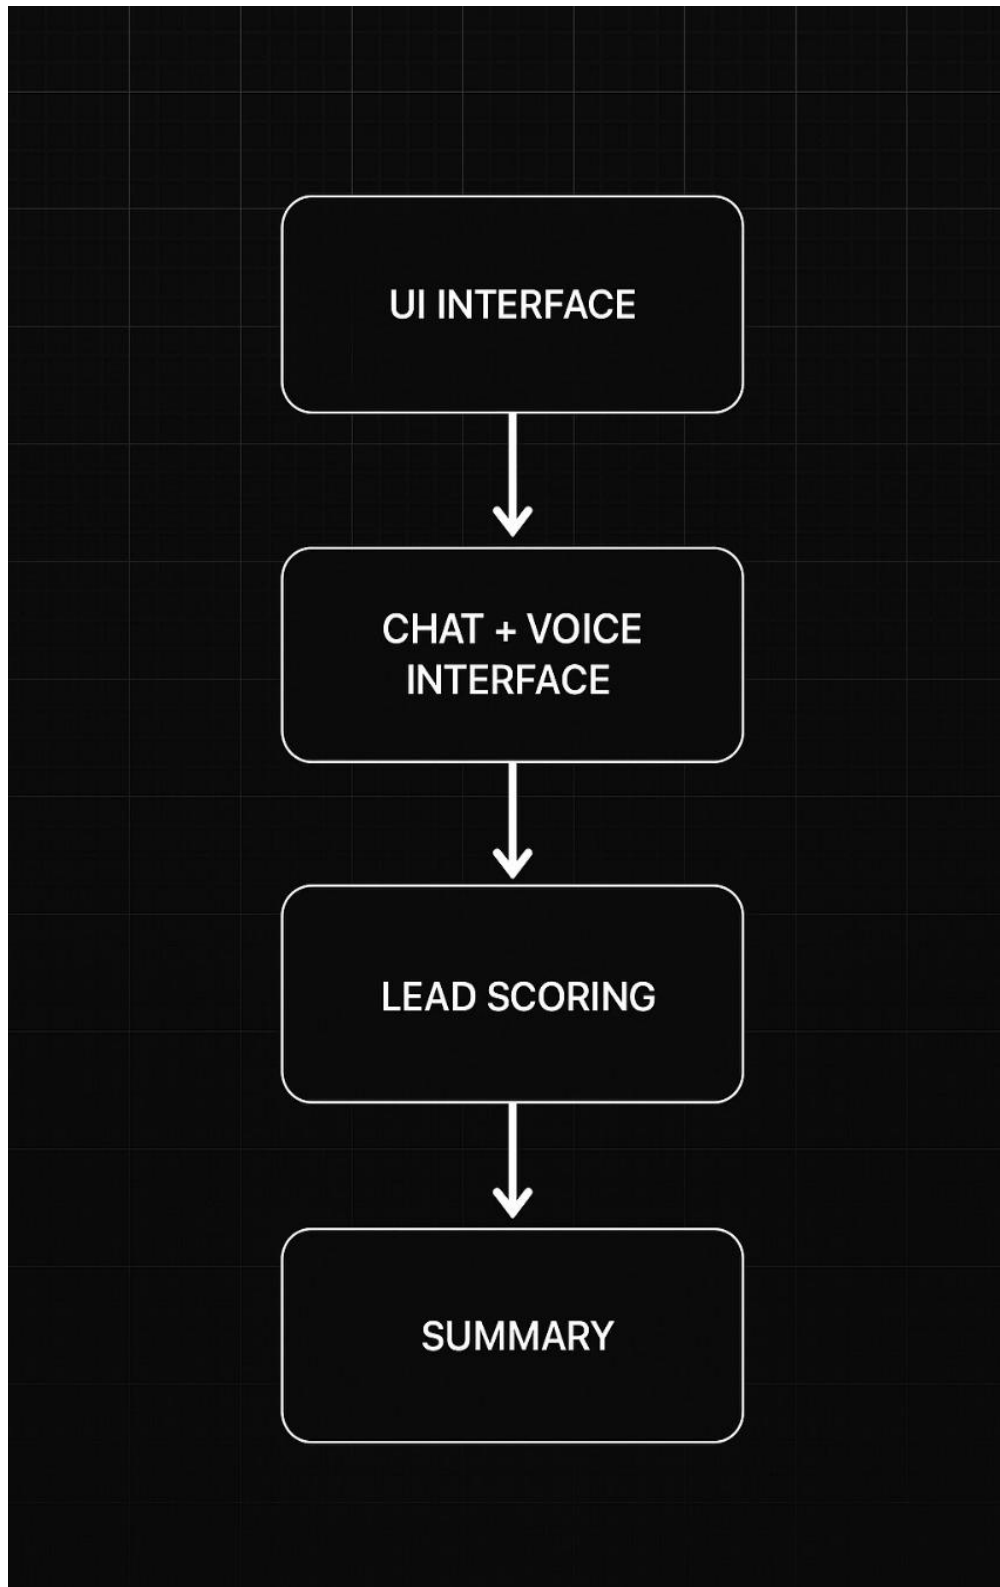 UI INTERFACE
CHAT + VOICE
INTERFACE
LEAD SCORING
SUMMARY